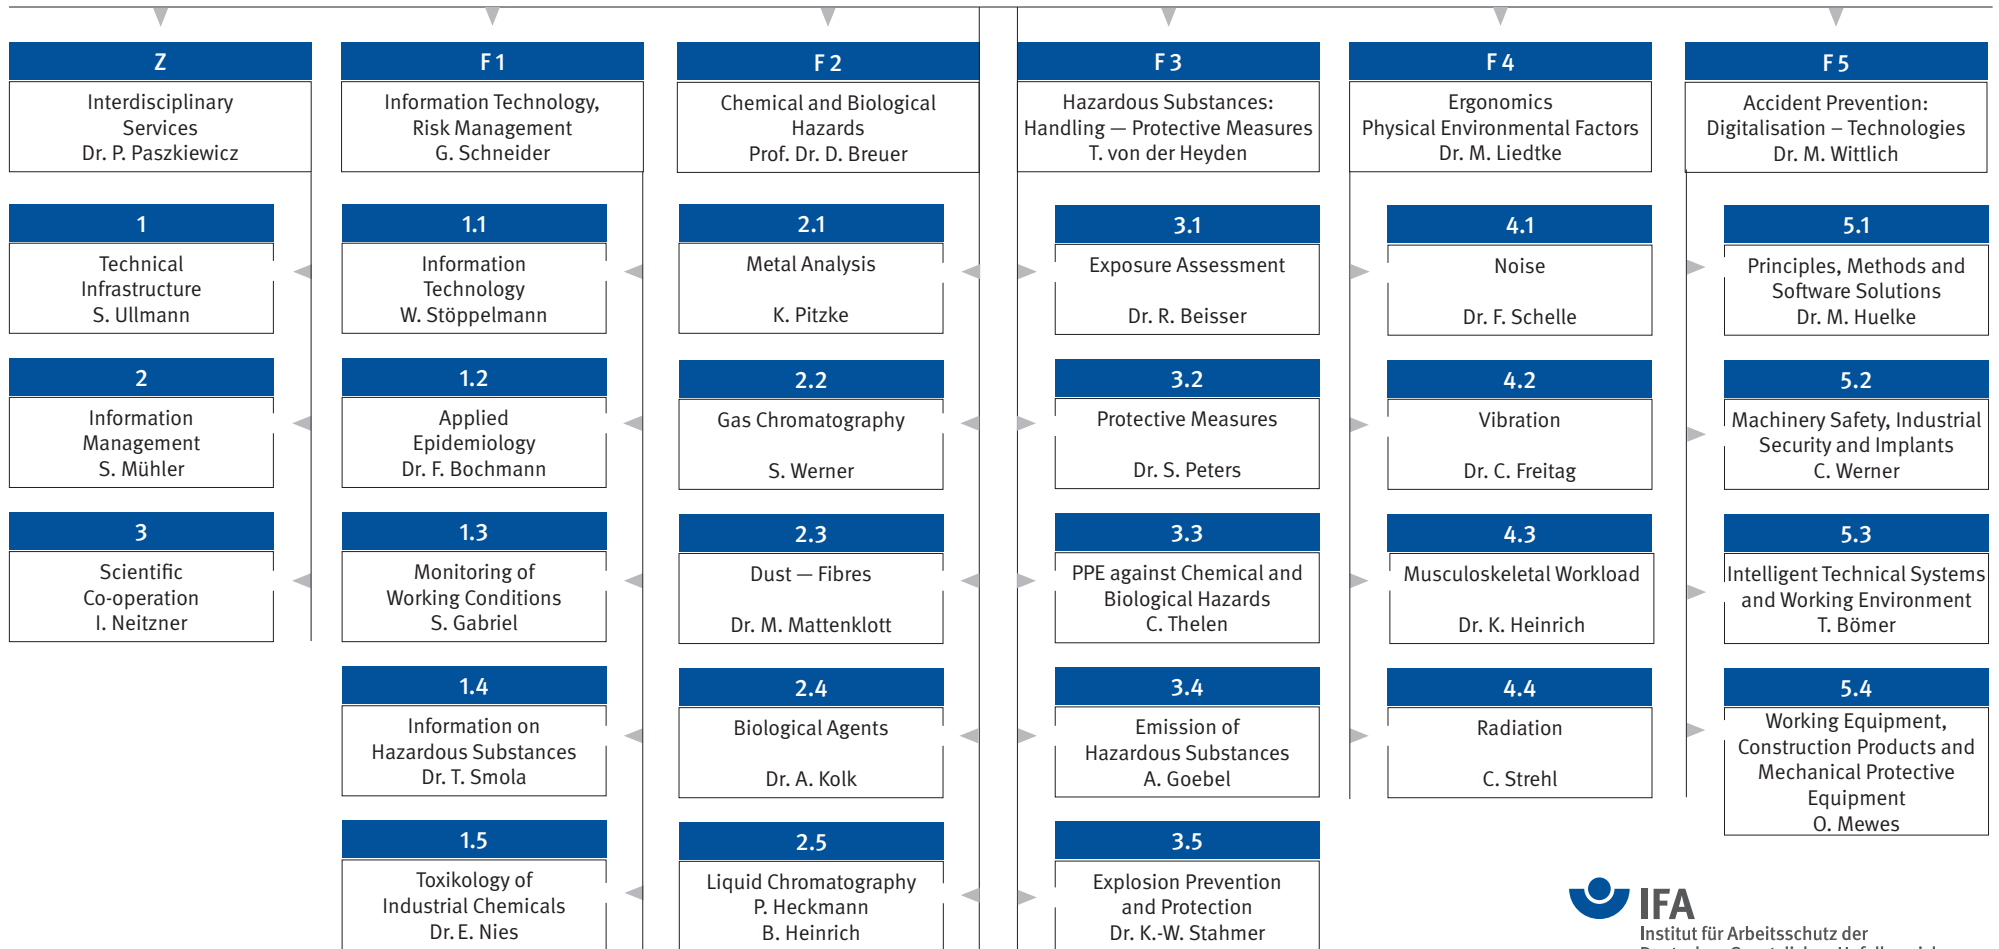 Z
Interdisciplinary
Services
Dr. P. Paszkiewicz
1
Technical
Infrastructure
S. Ullmann
2
Information
Management
S. Mühler
3
Scientific
Co-operation
I. Neitzner
F 1
Information Technology,
Risk Management
G. Schneider
1.1
Information
Technology
W. Stöppelmann
1.2
Applied
Epidemiology
Dr. F. Bochmann
1.3
Monitoring of
Working Conditions
S. Gabriel
1.4
Information on
Hazardous Substances
Dr. T. Smola
1.5
Toxikology of
Industrial Chemicals
Dr. E. Nies
F 2
Chemical and Biological
Hazards
Prof. Dr. D. Breuer
2.1
Metal Analysis
K. Pitzke
2.2
Gas Chromatography
S. Werner
2.3
Dust — Fibres
Dr. M. Mattenklott
2.4
Biological Agents
Dr. A. Kolk
2.5
Liquid Chromatography
P. Heckmann
B. Heinrich
F 3
Hazardous Substances:
Handling — Protective Measures
T. von der Heyden
3.1
Exposure Assessment
Dr. R. Beisser
3.2
Protective Measures
Dr. S. Peters
3.3
PPE against Chemical and
Biological Hazards
C. Thelen
3.4
Emission of
Hazardous Substances
A. Goebel
3.5
Explosion Prevention
and Protection
Dr. K.-W. Stahmer
F 4
Ergonomics
Physical Environmental Factors
Dr. M. Liedtke
4.1
Noise
Dr. F. Schelle
4.2
Vibration
Dr. C. Freitag
4.3
Musculoskeletal Workload
Dr. K. Heinrich
4.4
Radiation
C. Strehl
F 5
Accident Prevention:
Digitalisation – Technologies
Dr. M. Wittlich
5.1
Principles, Methods and
Software Solutions
Dr. M. Huelke
5.2
Machinery Safety, Industrial
Security and Implants
C. Werner
5.3
Intelligent Technical Systems
and Working Environment
T. Bömer
5.4
Working Equipment,
Construction Products and
Mechanical Protective
Equipment
O. Mewes
IFA
Institut für Arbeitsschutz der